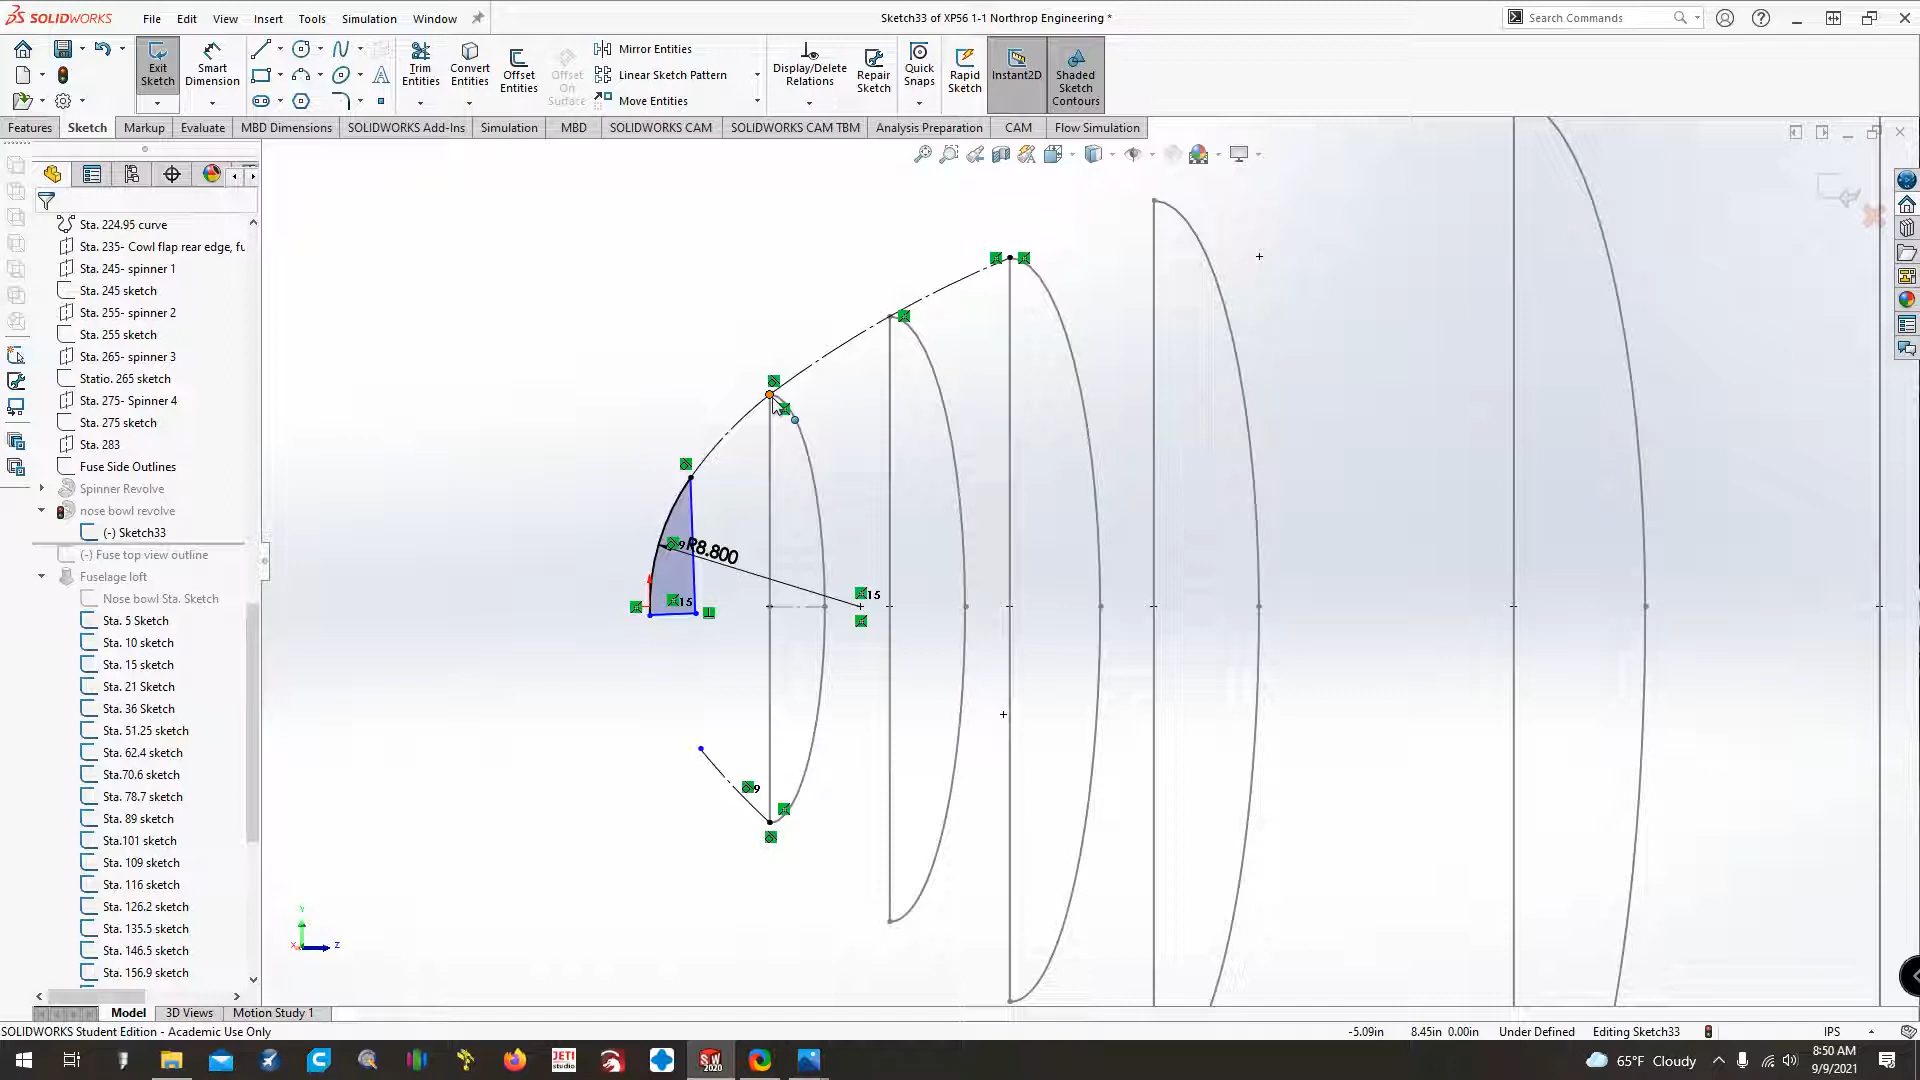 SOLIDWORKS File Edit View Insert Tools Simulation Window Sketch33 of XP56 1-1 Northrop Engineering * Search Commands
Exit Sketch
Smart Dimension
Trim Entities
Convert Entities
Offset Entities
Offset On Surface
Mirror Entities
Linear Sketch Pattern
Move Entities
Display/Delete Relations
Repair Sketch
Quick Snaps
Rapid Sketch
Instant2D
Shaded Sketch Contours
Features Sketch Markup Evaluate MBD Dimensions SOLIDWORKS Add-Ins Simulation MBD SOLIDWORKS CAM SOLIDWORKS CAM TBM Analysis Preparation CAM Flow Simulation
Sta. 224.95 curve
Sta. 235- Cowl flap rear edge, fu
Sta. 245- spinner 1
Sta. 245 sketch
Sta. 255- spinner 2
Sta. 255 sketch
Sta. 265- spinner 3
Statio. 265 sketch
Sta. 275- Spinner 4
Sta. 275 sketch
Sta. 283
Fuse Side Outlines
Spinner Revolve
nose bowl revolve
(-) Sketch33
(-) Fuse top view outline
Fuselage loft
Nose bowl Sta. Sketch
Sta. 5 Sketch
Sta. 10 sketch
Sta. 15 sketch
Sta. 21 Sketch
Sta. 36 Sketch
Sta. 51.25 sketch
Sta. 62.4 sketch
Sta.70.6 sketch
Sta. 78.7 sketch
Sta. 89 sketch
Sta.101 sketch
Sta. 109 sketch
Sta. 116 sketch
Sta. 126.2 sketch
Sta. 135.5 sketch
Sta. 146.5 sketch
Sta. 156.9 sketch
9 R8.800
15
15
9
Y
X Z
Model 3D Views Motion Study 1
SOLIDWORKS Student Edition - Academic Use Only -5.09in 8.45in 0.00in Under Defined Editing Sketch33 IPS
JETI studio
SW 2020
65°F Cloudy
8:50 AM
9/9/2021